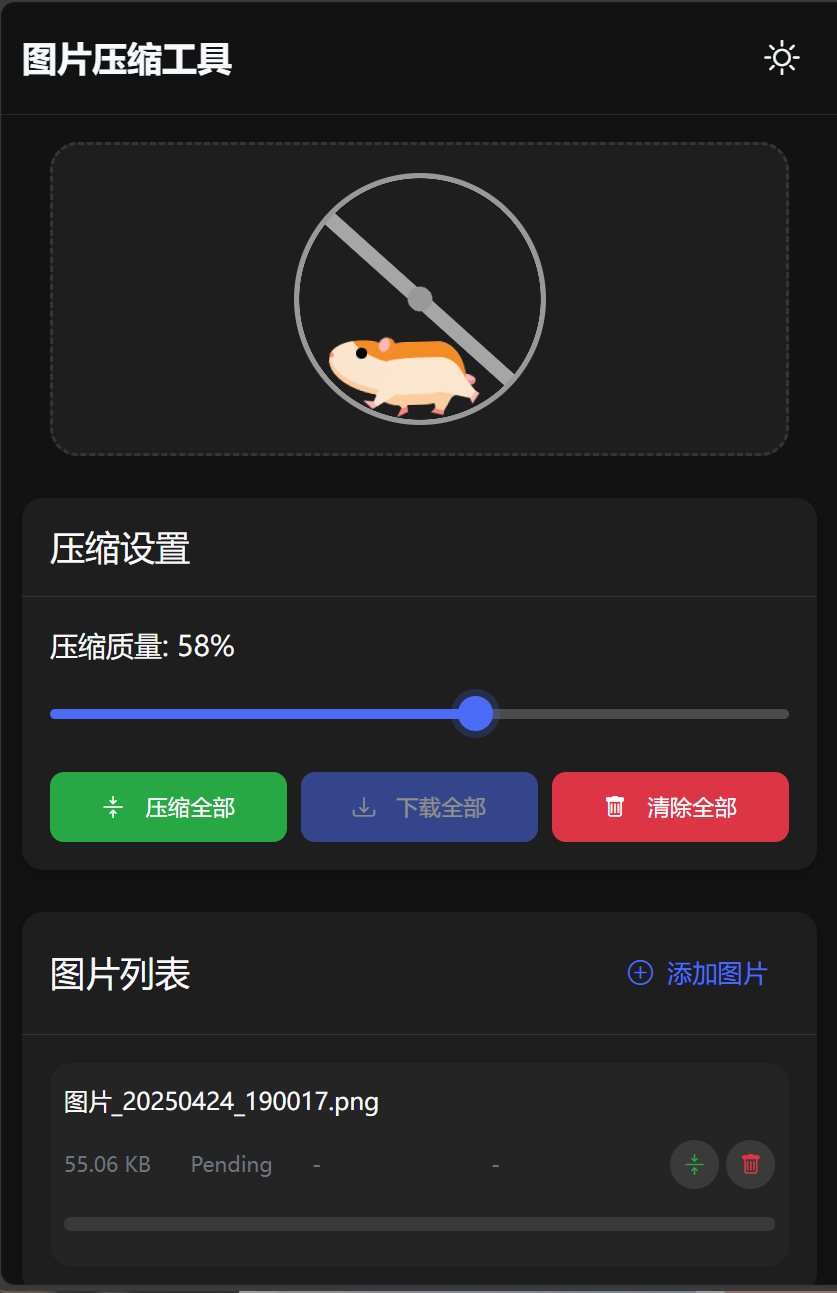 图片压缩工具
压缩设置
压缩质量: 58%
压缩全部 下载全部 清除全部
图片列表 添加图片
图片_20250424_190017.png
55.06 KB Pending - -